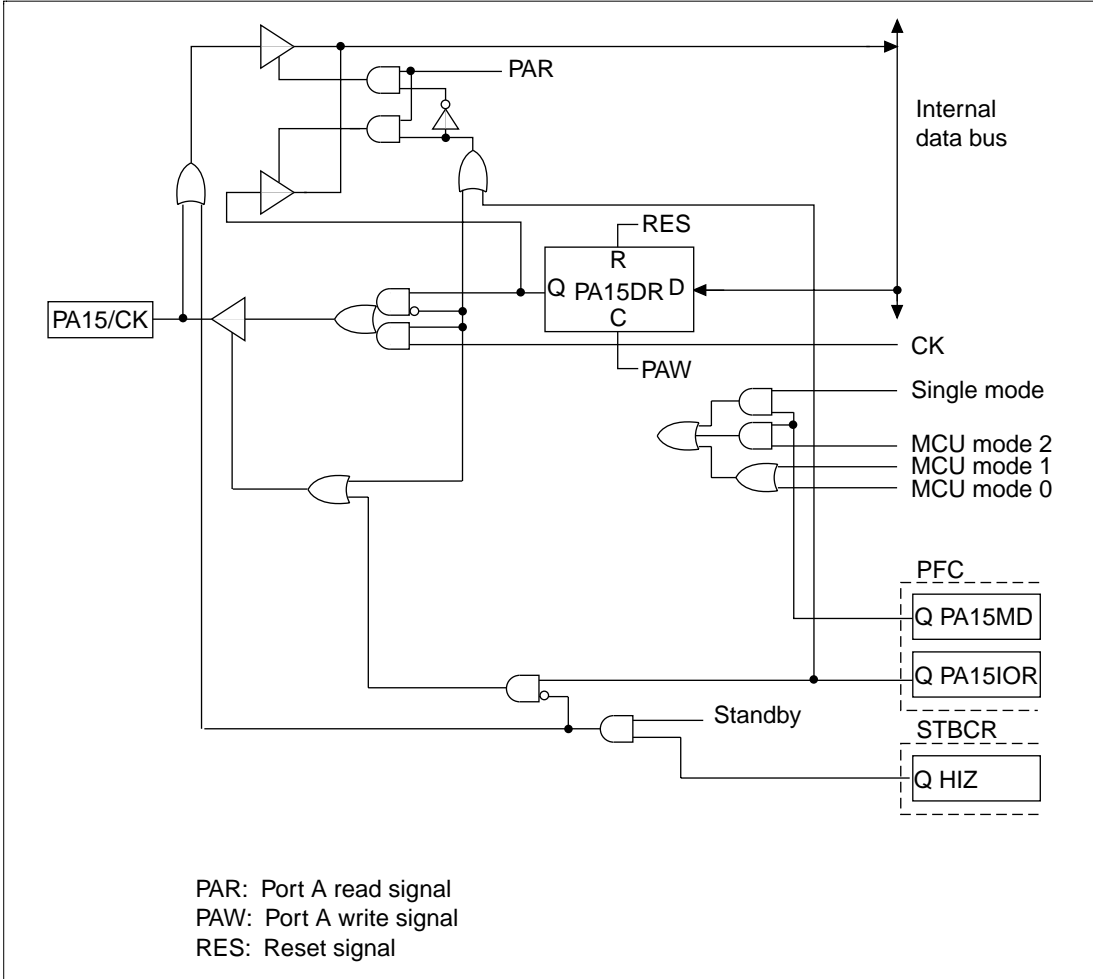 PAR
Internal
data bus
RES
R
Q PA15DR D
C
PA15/CK
PAW
CK
Single mode
MCU mode 2
MCU mode 1
MCU mode 0
PFC
Q PA15MD
Q PA15IOR
Standby
STBCR
Q HIZ
PAR: Port A read signal
PAW: Port A write signal
RES: Reset signal